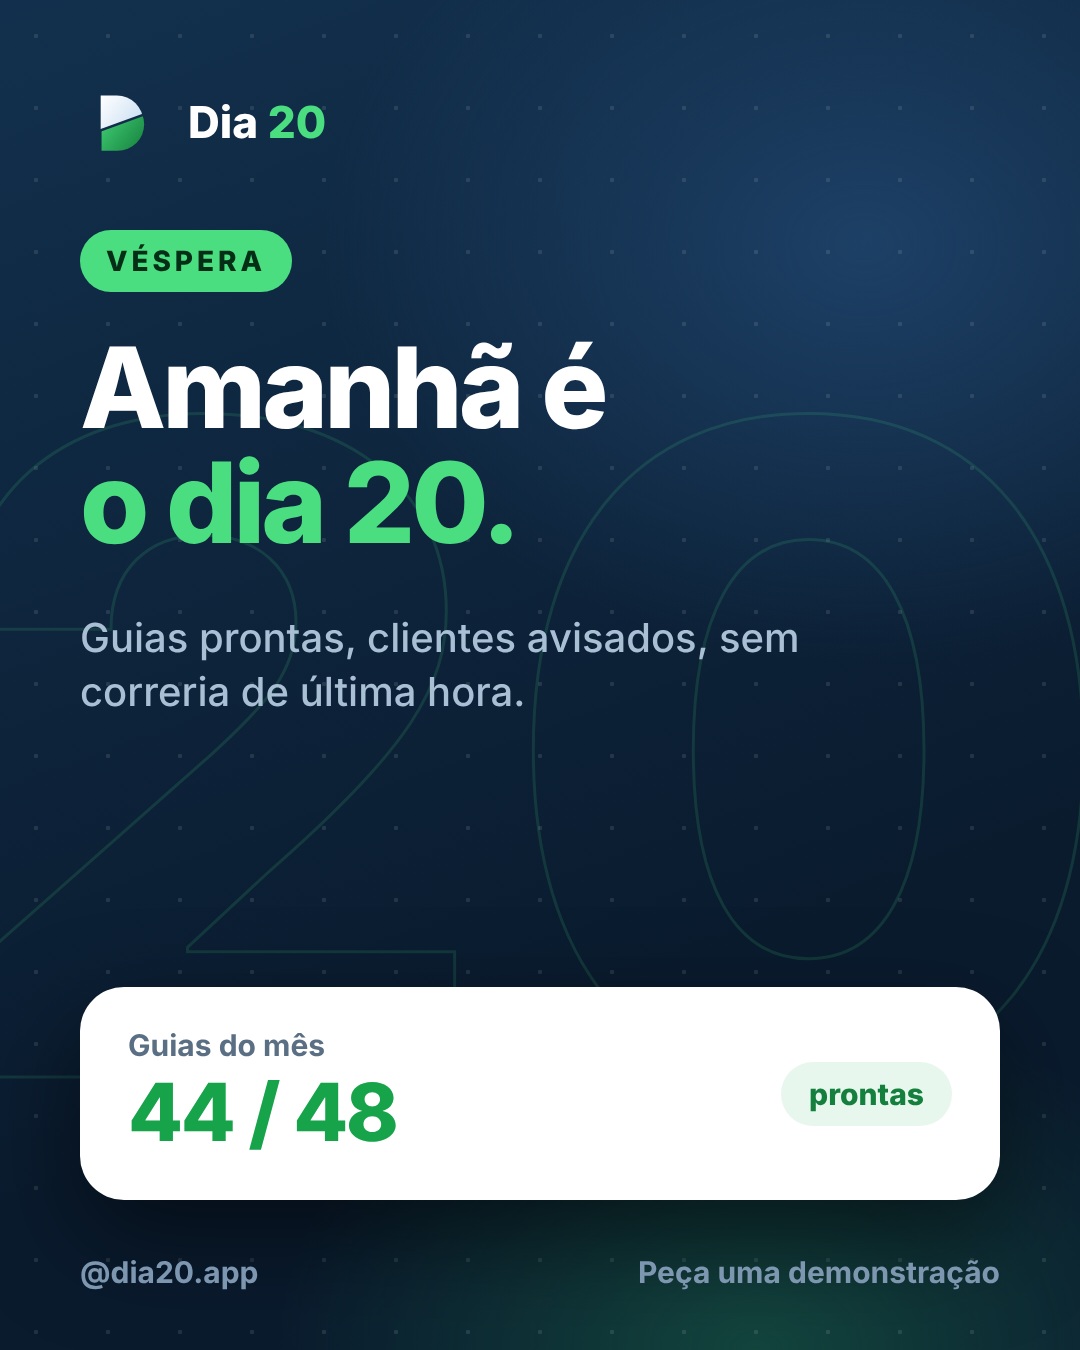 Dia 20
VÉSPERA
Amanhã é
o dia 20.
Guias prontas, clientes avisados, sem
correria de última hora.
20
Guias do mês
44 / 48
prontas
@dia20.app
Peça uma demonstração